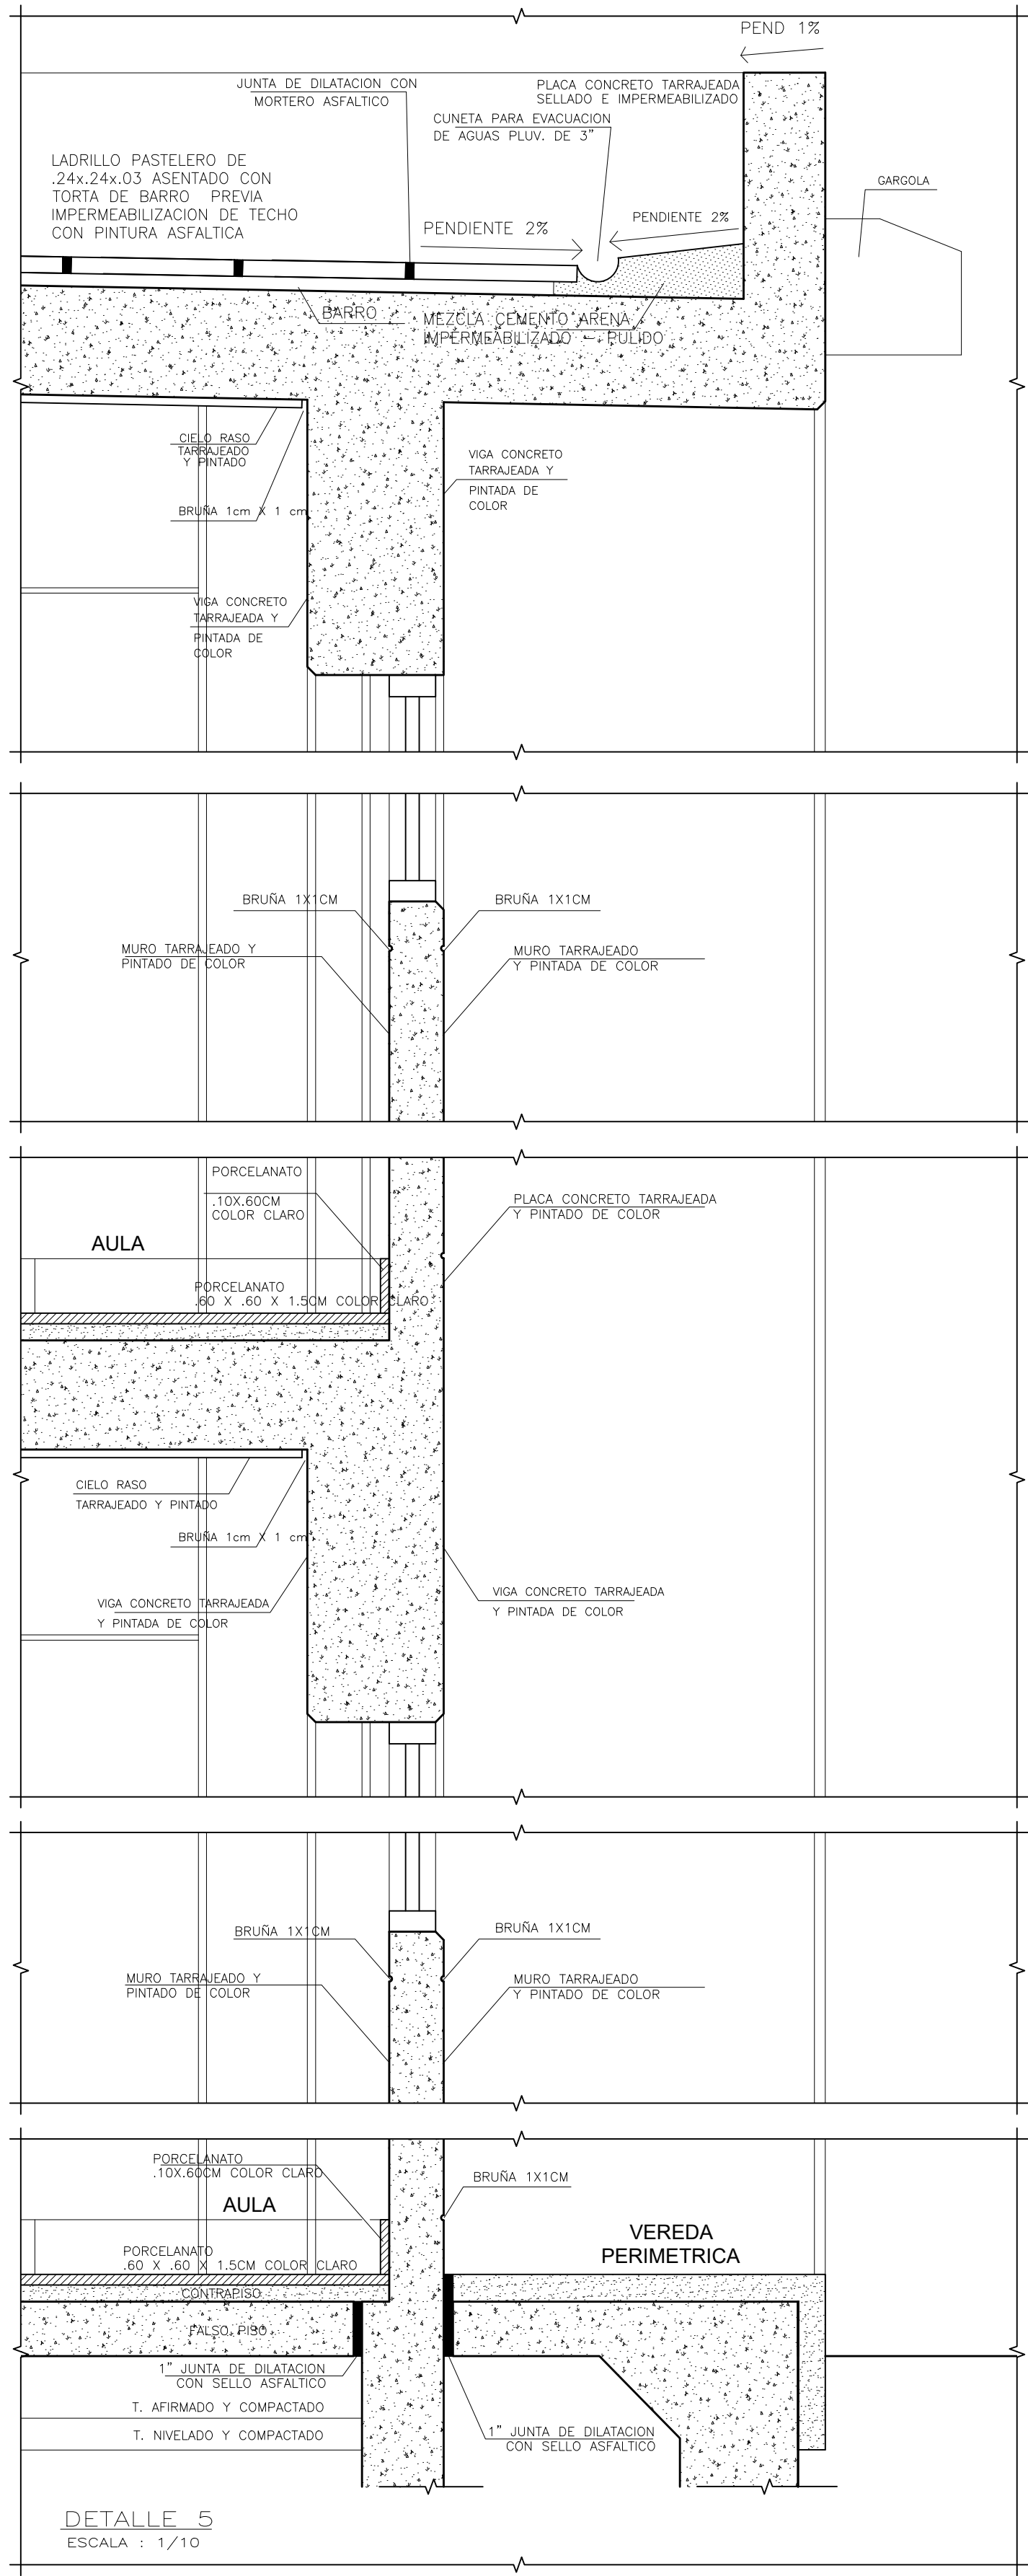 PEND 1%
JUNTA DE DILATACION CON
MORTERO ASFALTICO
PLACA CONCRETO TARRAJEADA
SELLADO E IMPERMEABILIZADO
CUNETA PARA EVACUACION
DE AGUAS PLUV. DE 3"
LADRILLO PASTELERO DE
.24x.24x.03 ASENTADO CON
TORTA DE BARRO PREVIA
IMPERMEABILIZACION DE TECHO
CON PINTURA ASFALTICA
GARGOLA
PENDIENTE 2%
PENDIENTE 2%
BARRO
MEZCLA CEMENTO ARENA
IMPERMEABILIZADO - PULIDO
CIELO RASO
TARRAJEADO
Y PINTADO
BRUÑA 1cm X 1 cm
VIGA CONCRETO
TARRAJEADA Y
PINTADA DE
COLOR
VIGA CONCRETO
TARRAJEADA Y
PINTADA DE
COLOR
BRUÑA 1X1CM
BRUÑA 1X1CM
MURO TARRAJEADO Y
PINTADO DE COLOR
MURO TARRAJEADO
Y PINTADA DE COLOR
PORCELANATO
.10X.60CM
COLOR CLARO
PLACA CONCRETO TARRAJEADA
Y PINTADO DE COLOR
AULA
PORCELANATO
.60 X .60 X 1.5CM COLOR CLARO
CIELO RASO
TARRAJEADO Y PINTADO
BRUÑA 1cm X 1 cm
VIGA CONCRETO TARRAJEADA
Y PINTADA DE COLOR
VIGA CONCRETO TARRAJEADA
Y PINTADA DE COLOR
BRUÑA 1X1CM
BRUÑA 1X1CM
MURO TARRAJEADO Y
PINTADO DE COLOR
MURO TARRAJEADO
Y PINTADO DE COLOR
PORCELANATO
.10X.60CM COLOR CLARO
BRUÑA 1X1CM
AULA
VEREDA
PERIMETRICA
PORCELANATO
.60 X .60 X 1.5CM COLOR CLARO
CONTRAPISO
FALSO PISO
1" JUNTA DE DILATACION
CON SELLO ASFALTICO
T. AFIRMADO Y COMPACTADO
T. NIVELADO Y COMPACTADO
1" JUNTA DE DILATACION
CON SELLO ASFALTICO
DETALLE 5
ESCALA : 1/10